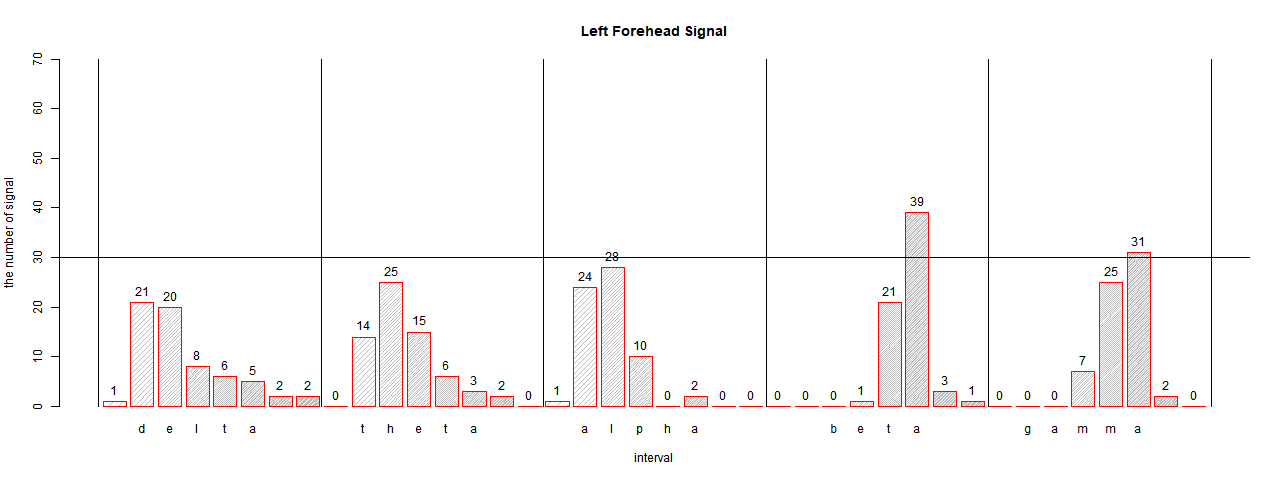 Left Forehead Signal
the number of signal
70
60
50
40
30
20
10
0
1 21 20 8 6 5 2 2 0 14 25 15 6 3 2 0 1 24 28 10 0 2 0 0 0 0 0 1 21 39 3 1 0 0 0 7 25 31 2 0
d e l t a t h e t a a l p h a b e t a g a m m a
interval